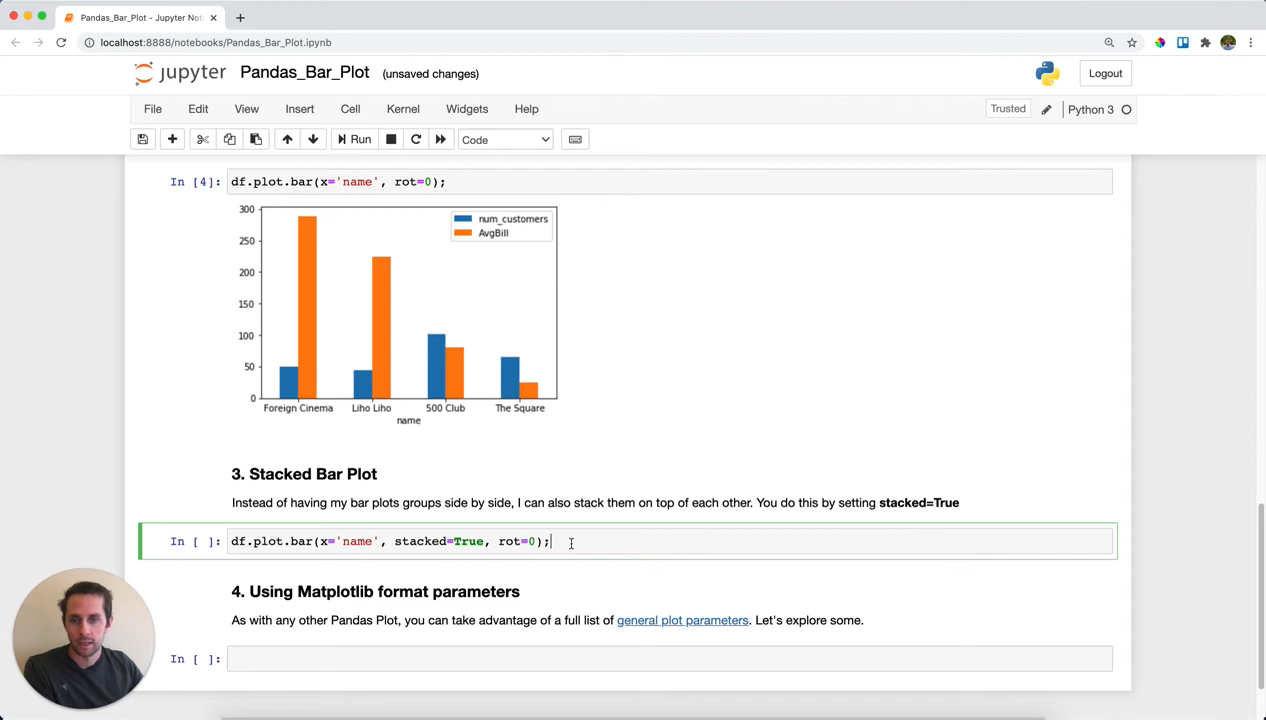 Pandas_Bar_Plot - Jupyter Not
localhost:8888/notebooks/Pandas_Bar_Plot.ipynb
jupyter Pandas_Bar_Plot (unsaved changes) Logout
File Edit View Insert Cell Kernel Widgets Help Trusted Python 3
Run Code
In [4]: df.plot.bar(x='name', rot=0);
300
250
200
150
100
50
0
num_customers
AvgBill
Foreign Cinema Liho Liho 500 Club The Square
name
3. Stacked Bar Plot
Instead of having my bar plots groups side by side, I can also stack them on top of each other. You do this by setting stacked=True
In [ ]: df.plot.bar(x='name', stacked=True, rot=0);
4. Using Matplotlib format parameters
As with any other Pandas Plot, you can take advantage of a full list of general plot parameters. Let's explore some.
In [ ]: